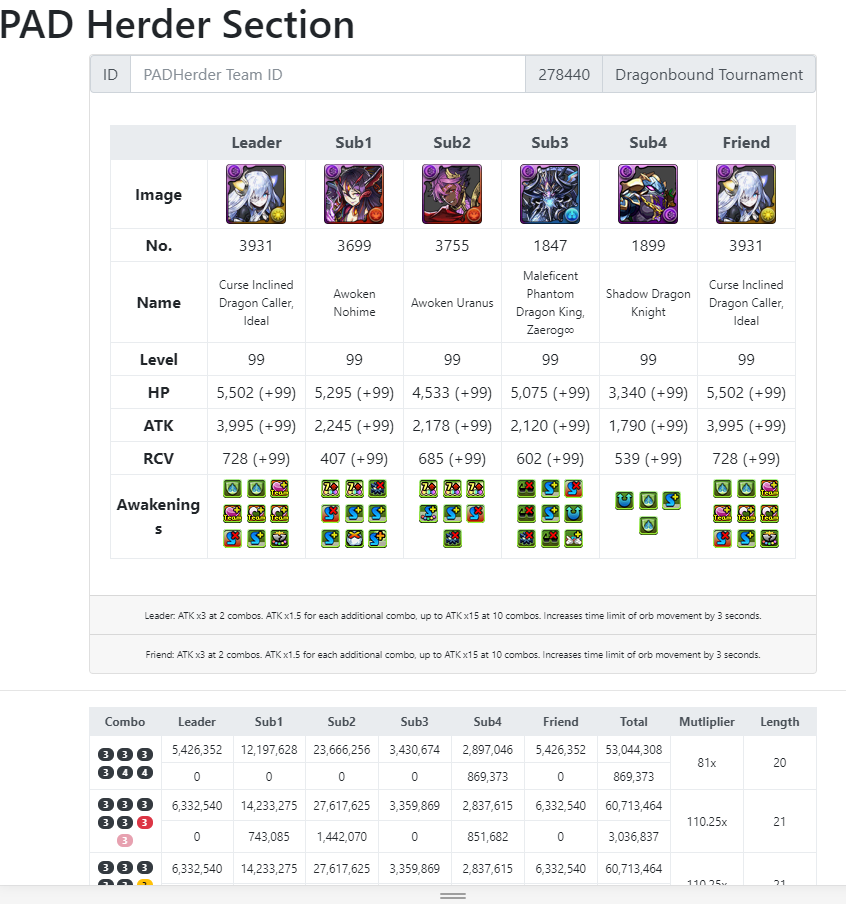 PAD Herder Section
ID PADHerder Team ID 278440 Dragonbound Tournament
Leader Sub1 Sub2 Sub3 Sub4 Friend
Image
No. 3931 3699 3755 1847 1899 3931
Name Curse Inclined Dragon Caller, Ideal Awoken Nohime Awoken Uranus Maleficent Phantom Dragon King, Zaerog∞ Shadow Dragon Knight Curse Inclined Dragon Caller, Ideal
Level 99 99 99 99 99 99
HP 5,502 (+99) 5,295 (+99) 4,533 (+99) 5,075 (+99) 3,340 (+99) 5,502 (+99)
ATK 3,995 (+99) 2,245 (+99) 2,178 (+99) 2,120 (+99) 1,790 (+99) 3,995 (+99)
RCV 728 (+99) 407 (+99) 685 (+99) 602 (+99) 539 (+99) 728 (+99)
Awakening
s
Leader: ATK x3 at 2 combos. ATK x1.5 for each additional combo, up to ATK x15 at 10 combos. Increases time limit of orb movement by 3 seconds.
Friend: ATK x3 at 2 combos. ATK x1.5 for each additional combo, up to ATK x15 at 10 combos. Increases time limit of orb movement by 3 seconds.
Combo Leader Sub1 Sub2 Sub3 Sub4 Friend Total Mutliplier Length
3 3 3 5,426,352 12,197,628 23,666,256 3,430,674 2,897,046 5,426,352 53,044,308 81x 20
3 4 4 0 0 0 0 869,373 0 869,373
3 3 3 6,332,540 14,233,275 27,617,625 3,359,869 2,837,615 6,332,540 60,713,464 110.25x 21
3 3 3 0 743,085 1,442,070 0 851,682 0 3,036,837
3
3 3 3 6,332,540 14,233,275 27,617,625 3,359,869 2,837,615 6,332,540 60,713,464 110.25x 21